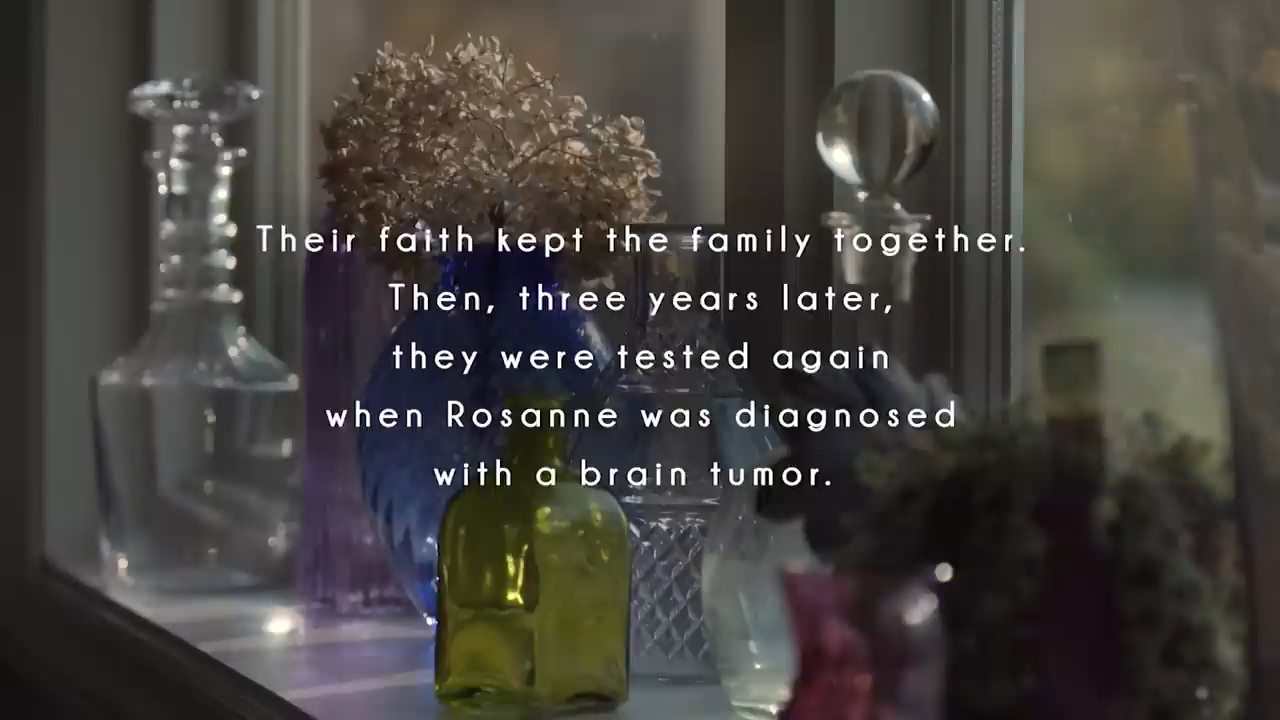 Their faith kept the family together.
Then, three years later,
they were tested again
when Rosanne was diagnosed
with a brain tumor.